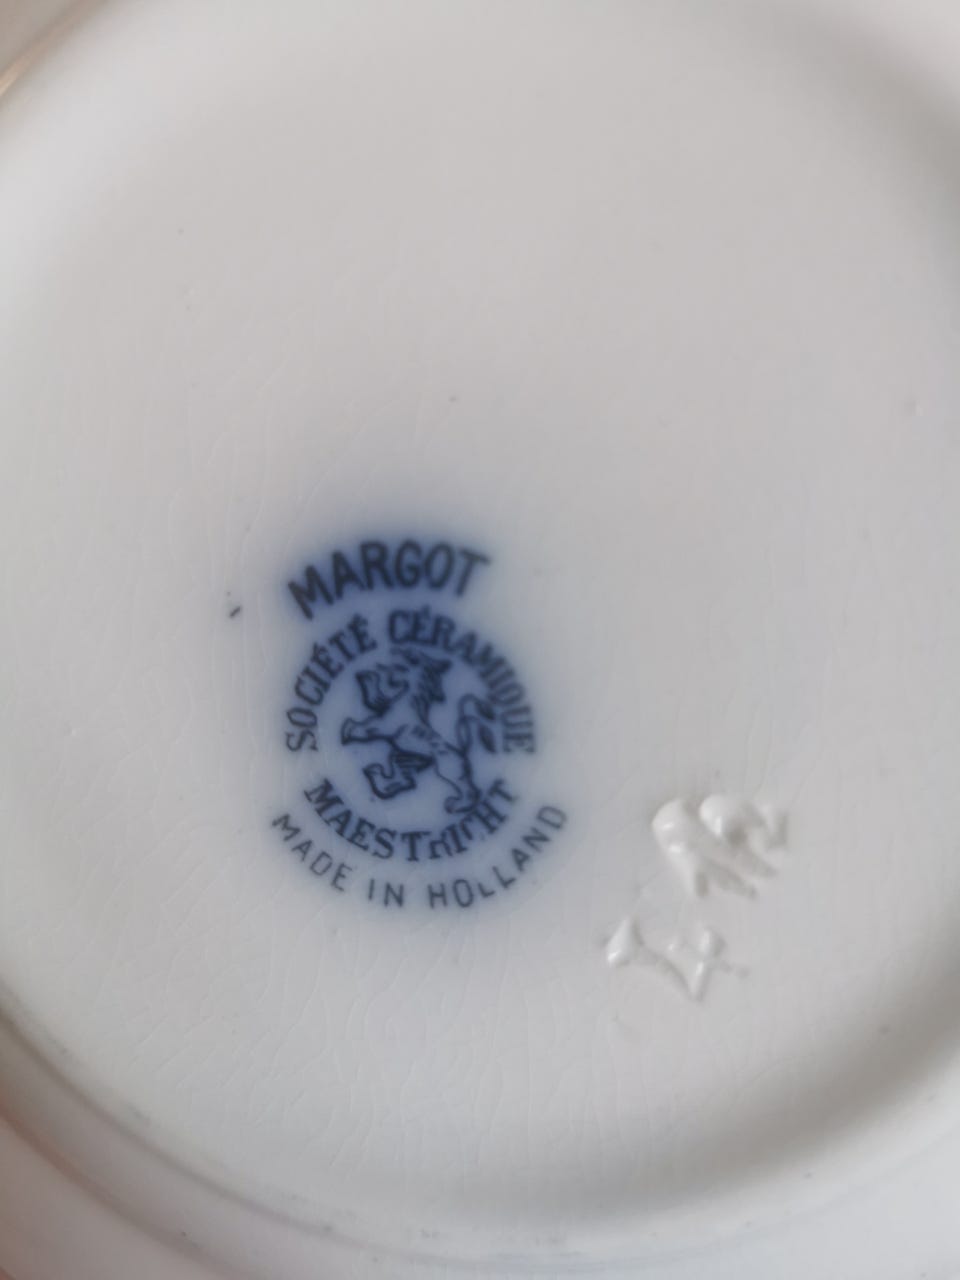 MARGOT
SOCIÉTÉ CÉRAMIQUE
MAESTRICHT
MADE IN HOLLAND